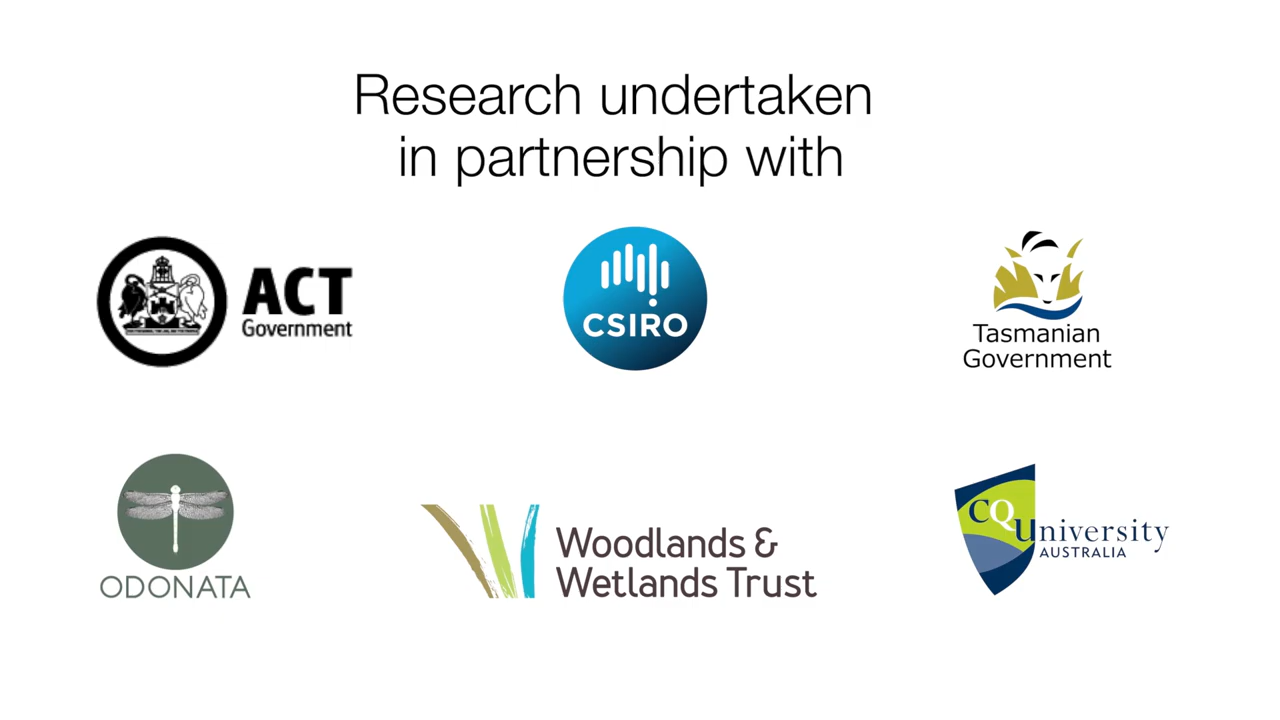 Research undertaken
in partnership with
ACT
Government
CSIRO
Tasmanian
Government
ODONATA
Woodlands &
Wetlands Trust
CQUniversity
AUSTRALIA